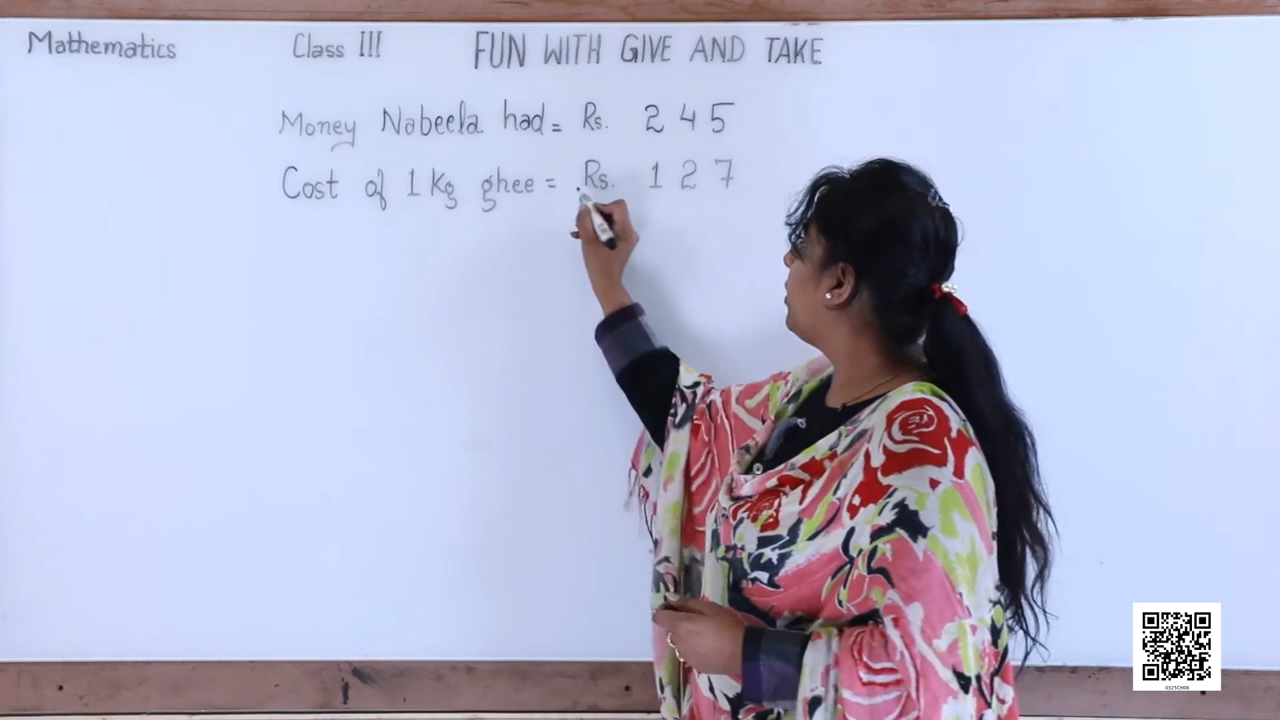 Mathematics Class III FUN WITH GIVE AND TAKE
Money Nabeela had = Rs. 2 4 5
Cost of 1 Kg ghee = Rs. 1 2 7
0325CH06